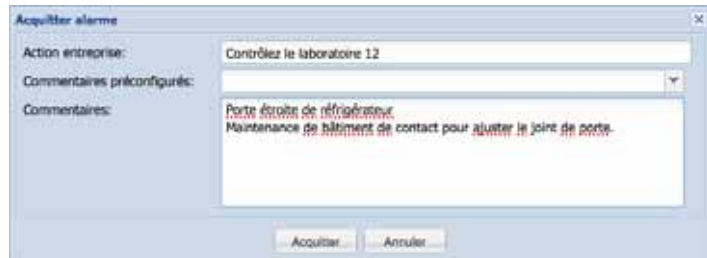 Acquitter alarme
Action entreprise: Contrôlez le laboratoire 12
Commentaires préconfigurés:
Commentaires: Porte étroite de réfrigérateur
Maintenance de bâtiment de contact pour ajuster le joint de porte.
Acquitter Annuler